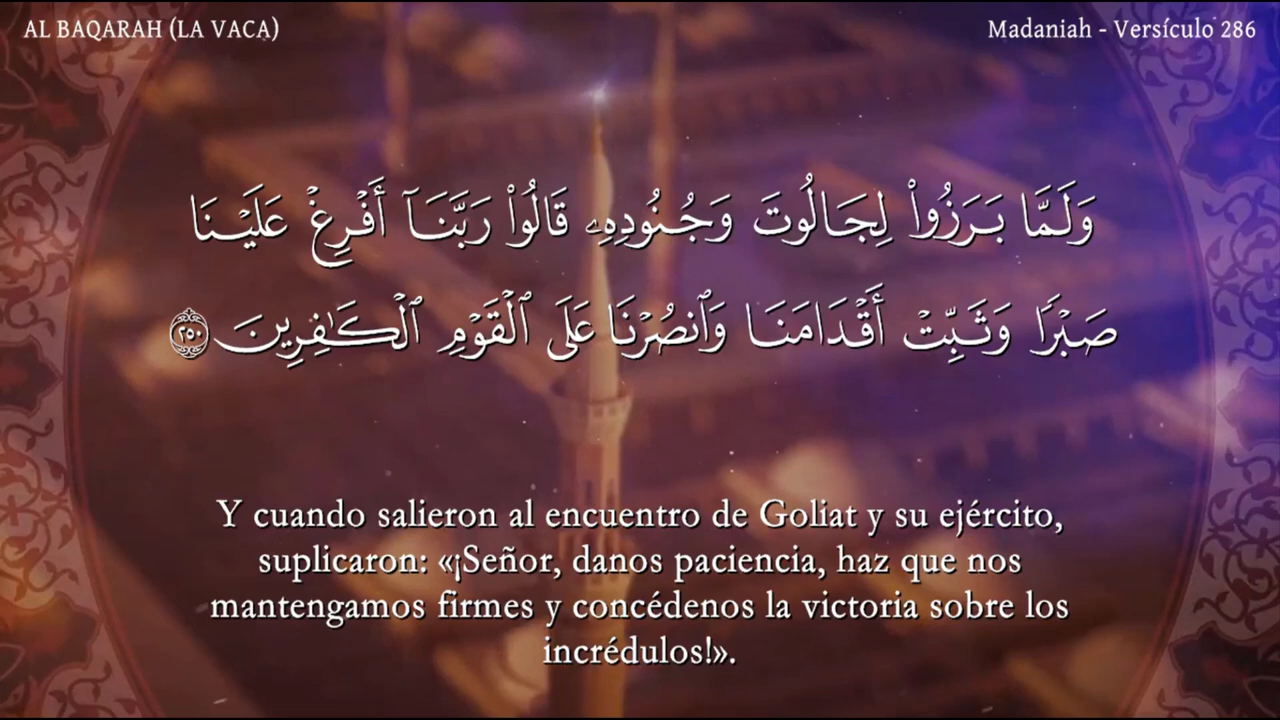 AL BAQARAH (LA VACA)
Madaniah - Versículo 286
وَلَمَّا بَرَزُوا۟ لِجَالُوتَ وَجُنُودِهِۦ قَالُوا۟ رَبَّنَآ أَفْرِغْ عَلَيْنَا
صَبْرًا وَثَبِّتْ أَقْدَامَنَا وَٱنصُرْنَا عَلَى ٱلْقَوْمِ ٱلْكَٰفِرِينَ ٢٥٠
Y cuando salieron al encuentro de Goliat y su ejército,
suplicaron: «¡Señor, danos paciencia, haz que nos
mantengamos firmes y concédenos la victoria sobre los
incrédulos!».